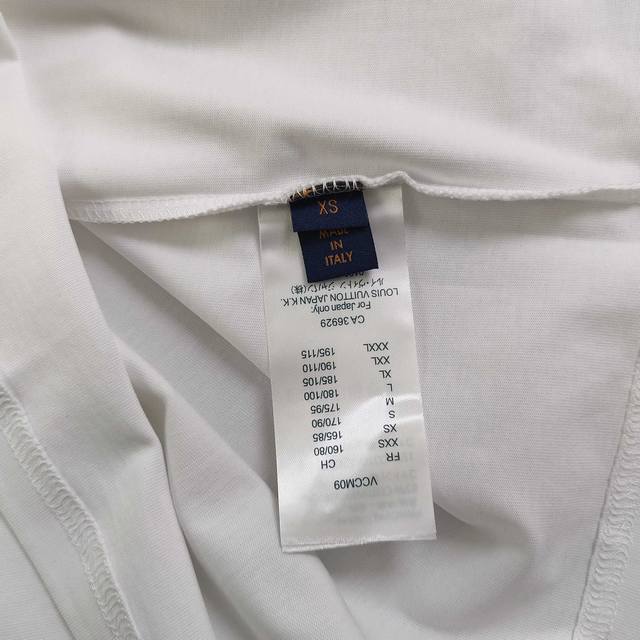 XS
MADE
IN
ITALY
VCCM09
FR CH
XXS 160/80
XS 165/85
S 170/90
M 175/95
L 180/100
XL 185/105
XXL 190/110
XXXL 195/115
CA36929
For Japan only:
LOUIS VUITTON JAPAN K.K.
ルイ・ヴィトン ジャパン(株)